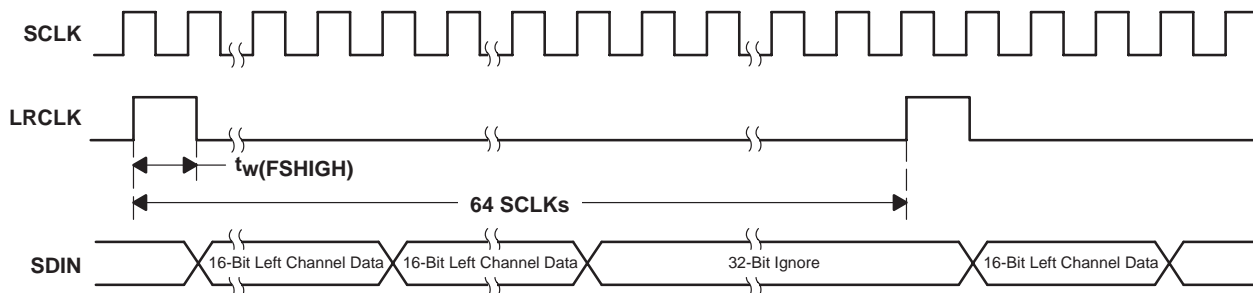 SCLK
LRCLK
tw(FSHIGH)
64 SCLKs
SDIN
16-Bit Left Channel Data
16-Bit Left Channel Data
32-Bit Ignore
16-Bit Left Channel Data